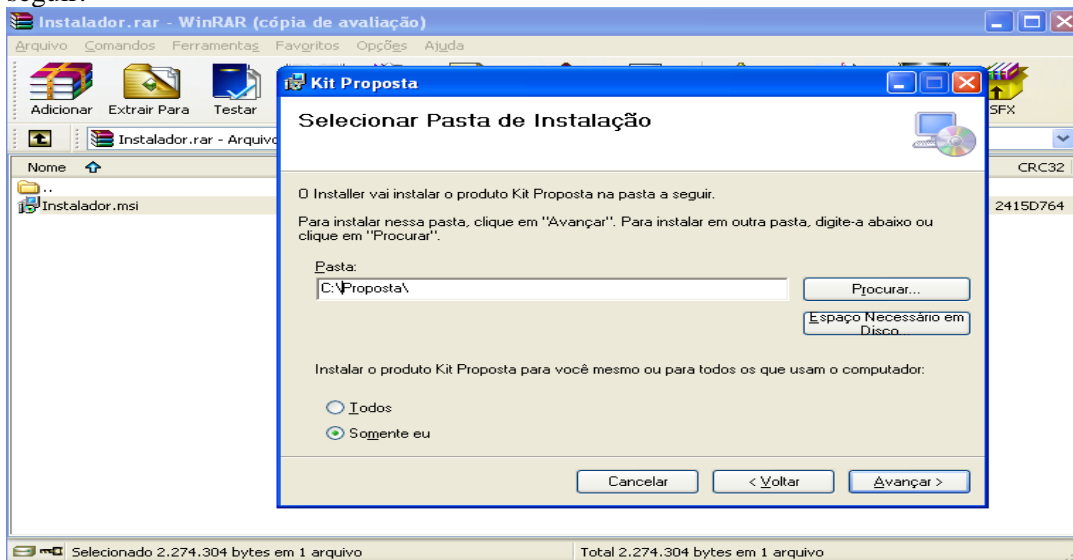 seguir:
Instalador.rar - WinRAR (cópia de avaliação)
Arquivo Comandos Ferramentas Favoritos Opções Ajuda
Adicionar Extrair Para Testar SFX
Instalador.rar - Arquivo
Nome CRC32
..
Instalador.msi 2415D764
Kit Proposta
Selecionar Pasta de Instalação
O Installer vai instalar o produto Kit Proposta na pasta a seguir.
Para instalar nessa pasta, clique em "Avançar". Para instalar em outra pasta, digite-a abaixo ou
clique em "Procurar".
Pasta:
C:\Proposta\
Procurar...
Espaço Necessário em
Disco...
Instalar o produto Kit Proposta para você mesmo ou para todos os que usam o computador:
Todos
Somente eu
Cancelar < Voltar Avançar >
Selecionado 2.274.304 bytes em 1 arquivo Total 2.274.304 bytes em 1 arquivo